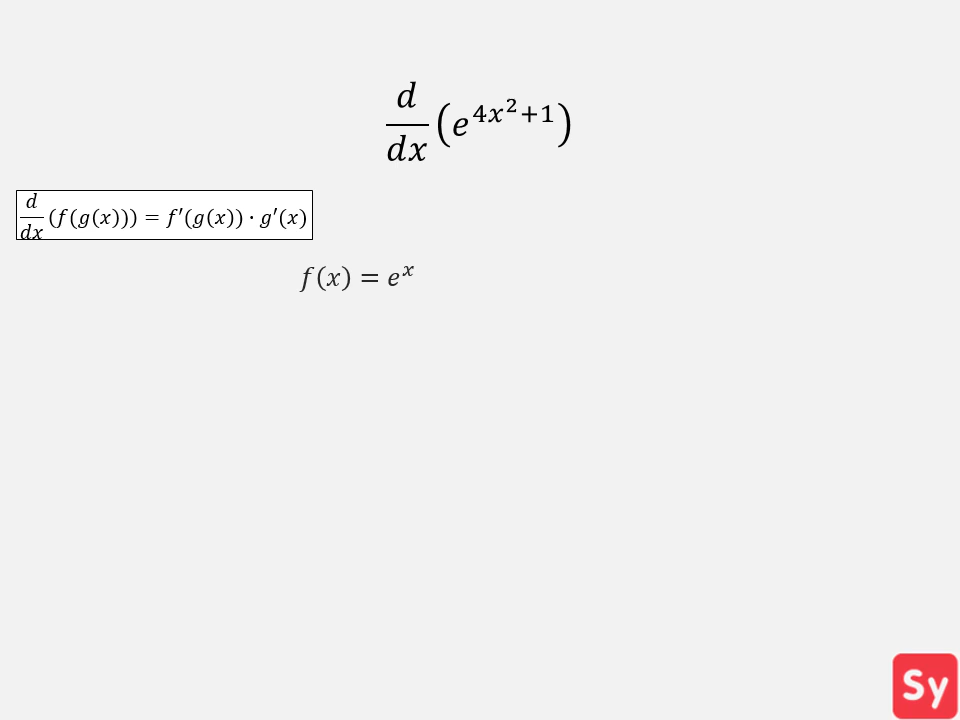 d/dx (e^{4x^2+1})
d/dx (f(g(x))) = f′(g(x)) · g′(x)
f(x) = e^x
Sy